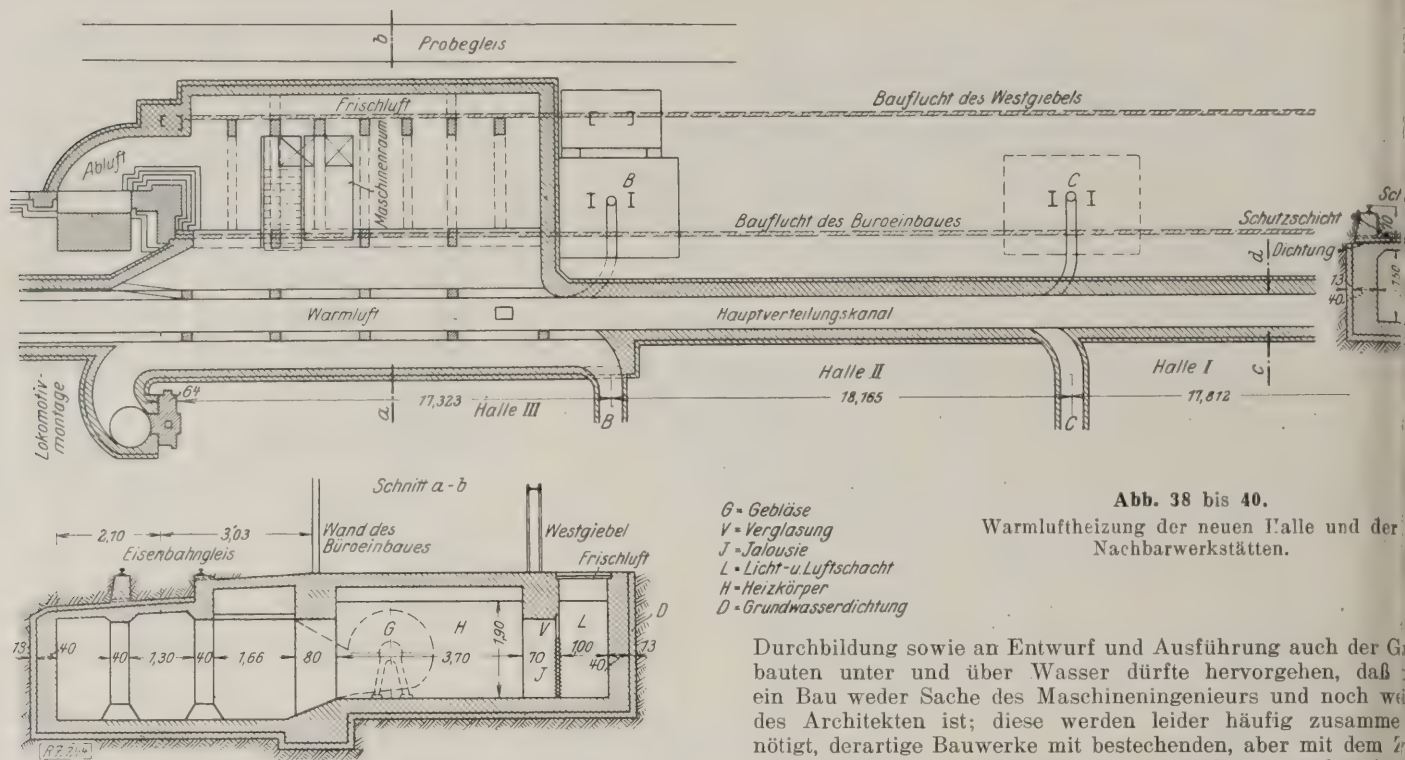 b
Probegleis
Frischluft
Bauflucht des Westgiebels
Abluft
Maschinenraum
B
C
Bauflucht des Büroeinbaues
Schutzschicht
Dichtung
d
13
40
150
Warmluft
Hauptverteilungskanal
Lokomotiv-
montage
64
17,323
Halle III
a
B
Halle II
18,165
C
Halle I
17,812
c
Schnitt a-b
2,10
3,03
Eisenbahngleis
Wand des
Büroeinbaues
Westgiebel
Frischluft
D
13
40
40
1,30
40
1,66
80
G
H
3,70
1,90
V
70
J
L
100
40
13
G = Gebläse
V = Verglasung
J = Jalousie
L = Licht- u. Luftschacht
H = Heizkörper
D = Grundwasserdichtung
Abb. 38 bis 40.
Warmluftheizung der neuen Halle und der
Nachbarwerkstätten.
Durchbildung sowie an Entwurf und Ausführung auch der
bauten unter und über Wasser dürfte hervorgehen, daß
ein Bau weder Sache des Maschineningenieurs und noch
des Architekten ist; diese werden leider häufig zusamme
nötigt, derartige Bauwerke mit bestechenden, aber mit dem